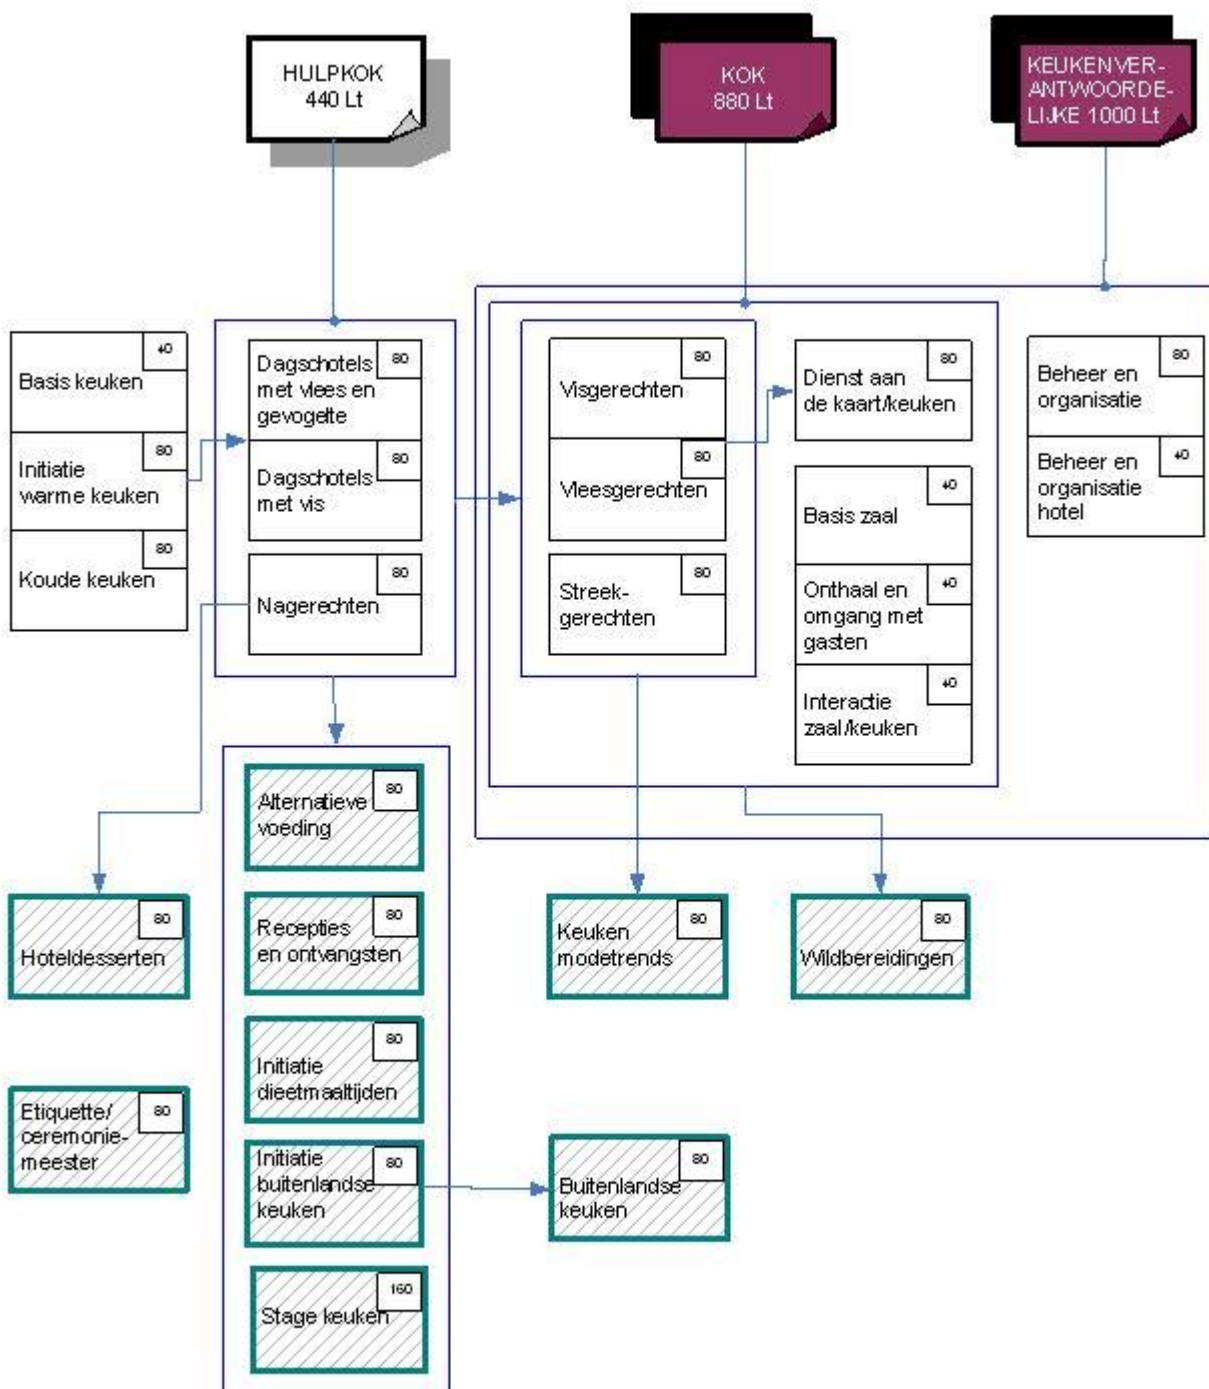 HULPKOK
440 Lt
KOK
880 Lt
KEUKENVER-
ANTWOORDE-
LIJKE 1000 Lt
40
Basis keuken
80
Initiatie
warme keuken
80
Koude keuken
80
Dagschotels
met vlees en
gevogelte
80
Dagschotels
met vis
80
Nagerechten
80
Visgerechten
80
Vleesgerechten
80
Streek-
gerechten
80
Dienst aan
de kaart/keuken
40
Basis zaal
40
Onthaal en
omgang met
gasten
40
Interactie
zaal/keuken
80
Beheer en
organisatie
40
Beheer en
organisatie
hotel
80
Alternatieve
voeding
80
Recepties
en ontvangsten
80
Initiatie
dieetmaaltijden
80
Initiatie
buitenlandse
keuken
160
Stage keuken
80
Hoteldesserten
80
Etiquette/
ceremonie-
meester
80
Keuken
modetrends
80
Wildbereidingen
80
Buitenlandse
keuken